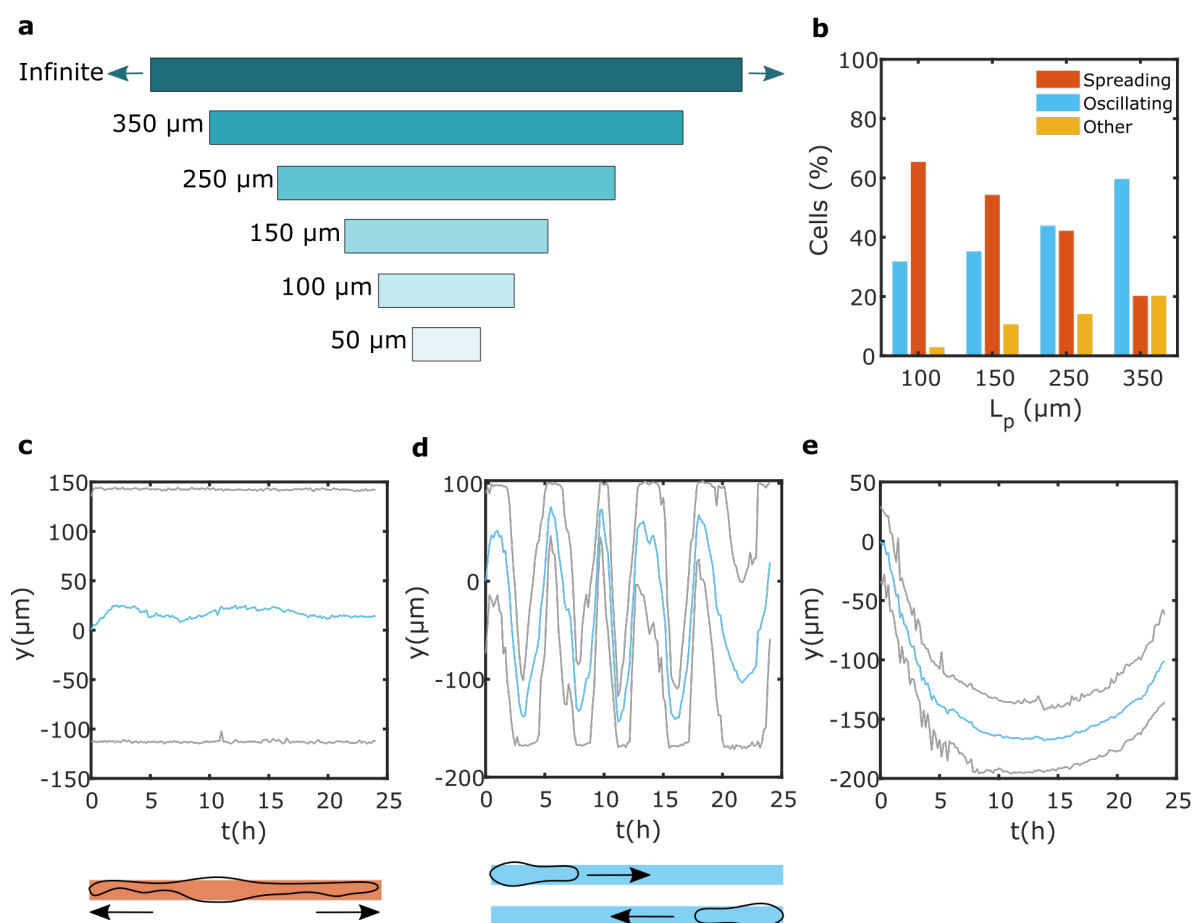 a
Infinite
350 µm
250 µm
150 µm
100 µm
50 µm
b
100
80
60
40
20
0
Cells (%)
Spreading
Oscillating
Other
100 150 250 350
L_p (µm)
c
150
100
50
0
50
-100
-150
y(µm)
0 5 10 15 20 25
t(h)
d
100
0
-100
-200
y(µm)
0 5 10 15 20 25
t(h)
e
50
0
-50
-100
-150
-200
y(µm)
0 5 10 15 20 25
t(h)